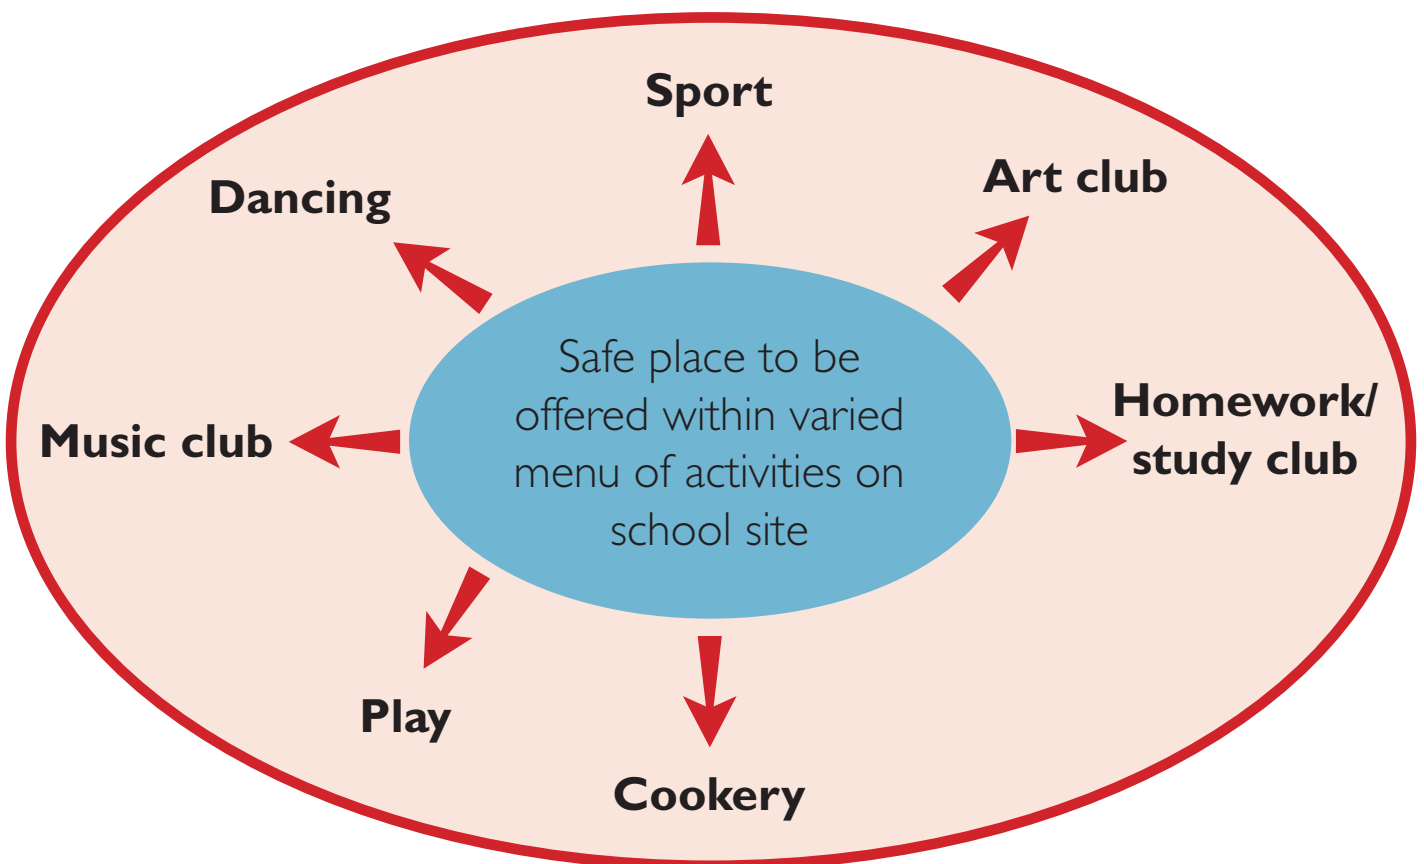 Sport
Art club
Dancing
Safe place to be
offered within varied
menu of activities on
school site
Homework/
study club
Music club
Play
Cookery